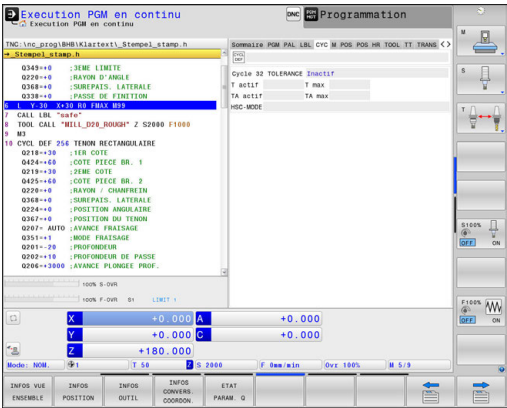 Execution PGM en continu
Execution PGM en continu
DNC
Programmation
TNC:\nc_prog\BHB\Klartext\_Stempel_stamp.h
→_Stempel_stamp.h
Q349=+0 ;3EME LIMITE
Q220=+0 ;RAYON D'ANGLE
Q368=+0 ;SUREPAIS. LATERALE
Q338=+0 ;PASSE DE FINITION
6 L Y-30 X+30 R0 FMAX M99
7 CALL LBL "safe"
8 TOOL CALL "MILL_D20_ROUGH" Z S2000 F1000
9 M3
10 CYCL DEF 256 TENON RECTANGULAIRE
Q218=+30 ;1ER COTE
Q424=+60 ;COTE PIECE BR. 1
Q219=+30 ;2EME COTE
Q425=+60 ;COTE PIECE BR. 2
Q220=+0 ;RAYON / CHANFREIN
Q368=+0 ;SUREPAIS. LATERALE
Q224=+0 ;POSITION ANGULAIRE
Q367=+0 ;POSITION DU TENON
Q207= AUTO ;AVANCE FRAISAGE
Q351=+1 ;MODE FRAISAGE
Q201=-20 ;PROFONDEUR
Q202=+10 ;PROFONDEUR DE PASSE
Q206=+3000 ;AVANCE PLONGEE PROF.
Sommaire PGM PAL LBL CYC M POS POS HR TOOL TT TRANS
CYCL
DEF
Cycle 32 TOLERANCE Inactif
T actif T max
TA actif TA max
HSC-MODE
100% S-OVR
100% F-OVR S1 LIMIT 1
X +0.000 A +0.000
Y +0.000 C +0.000
Z +180.000
Mode: NOM. 1 T 50 Z S 2000 F 0mm/min Ovr 100% M 5/9
INFOS VUE
ENSEMBLE
INFOS
POSITION
INFOS
OUTIL
INFOS
CONVERS.
COORDON.
ETAT
PARAM. Q
M
S
T
S100%
OFF ON
F100%
OFF ON